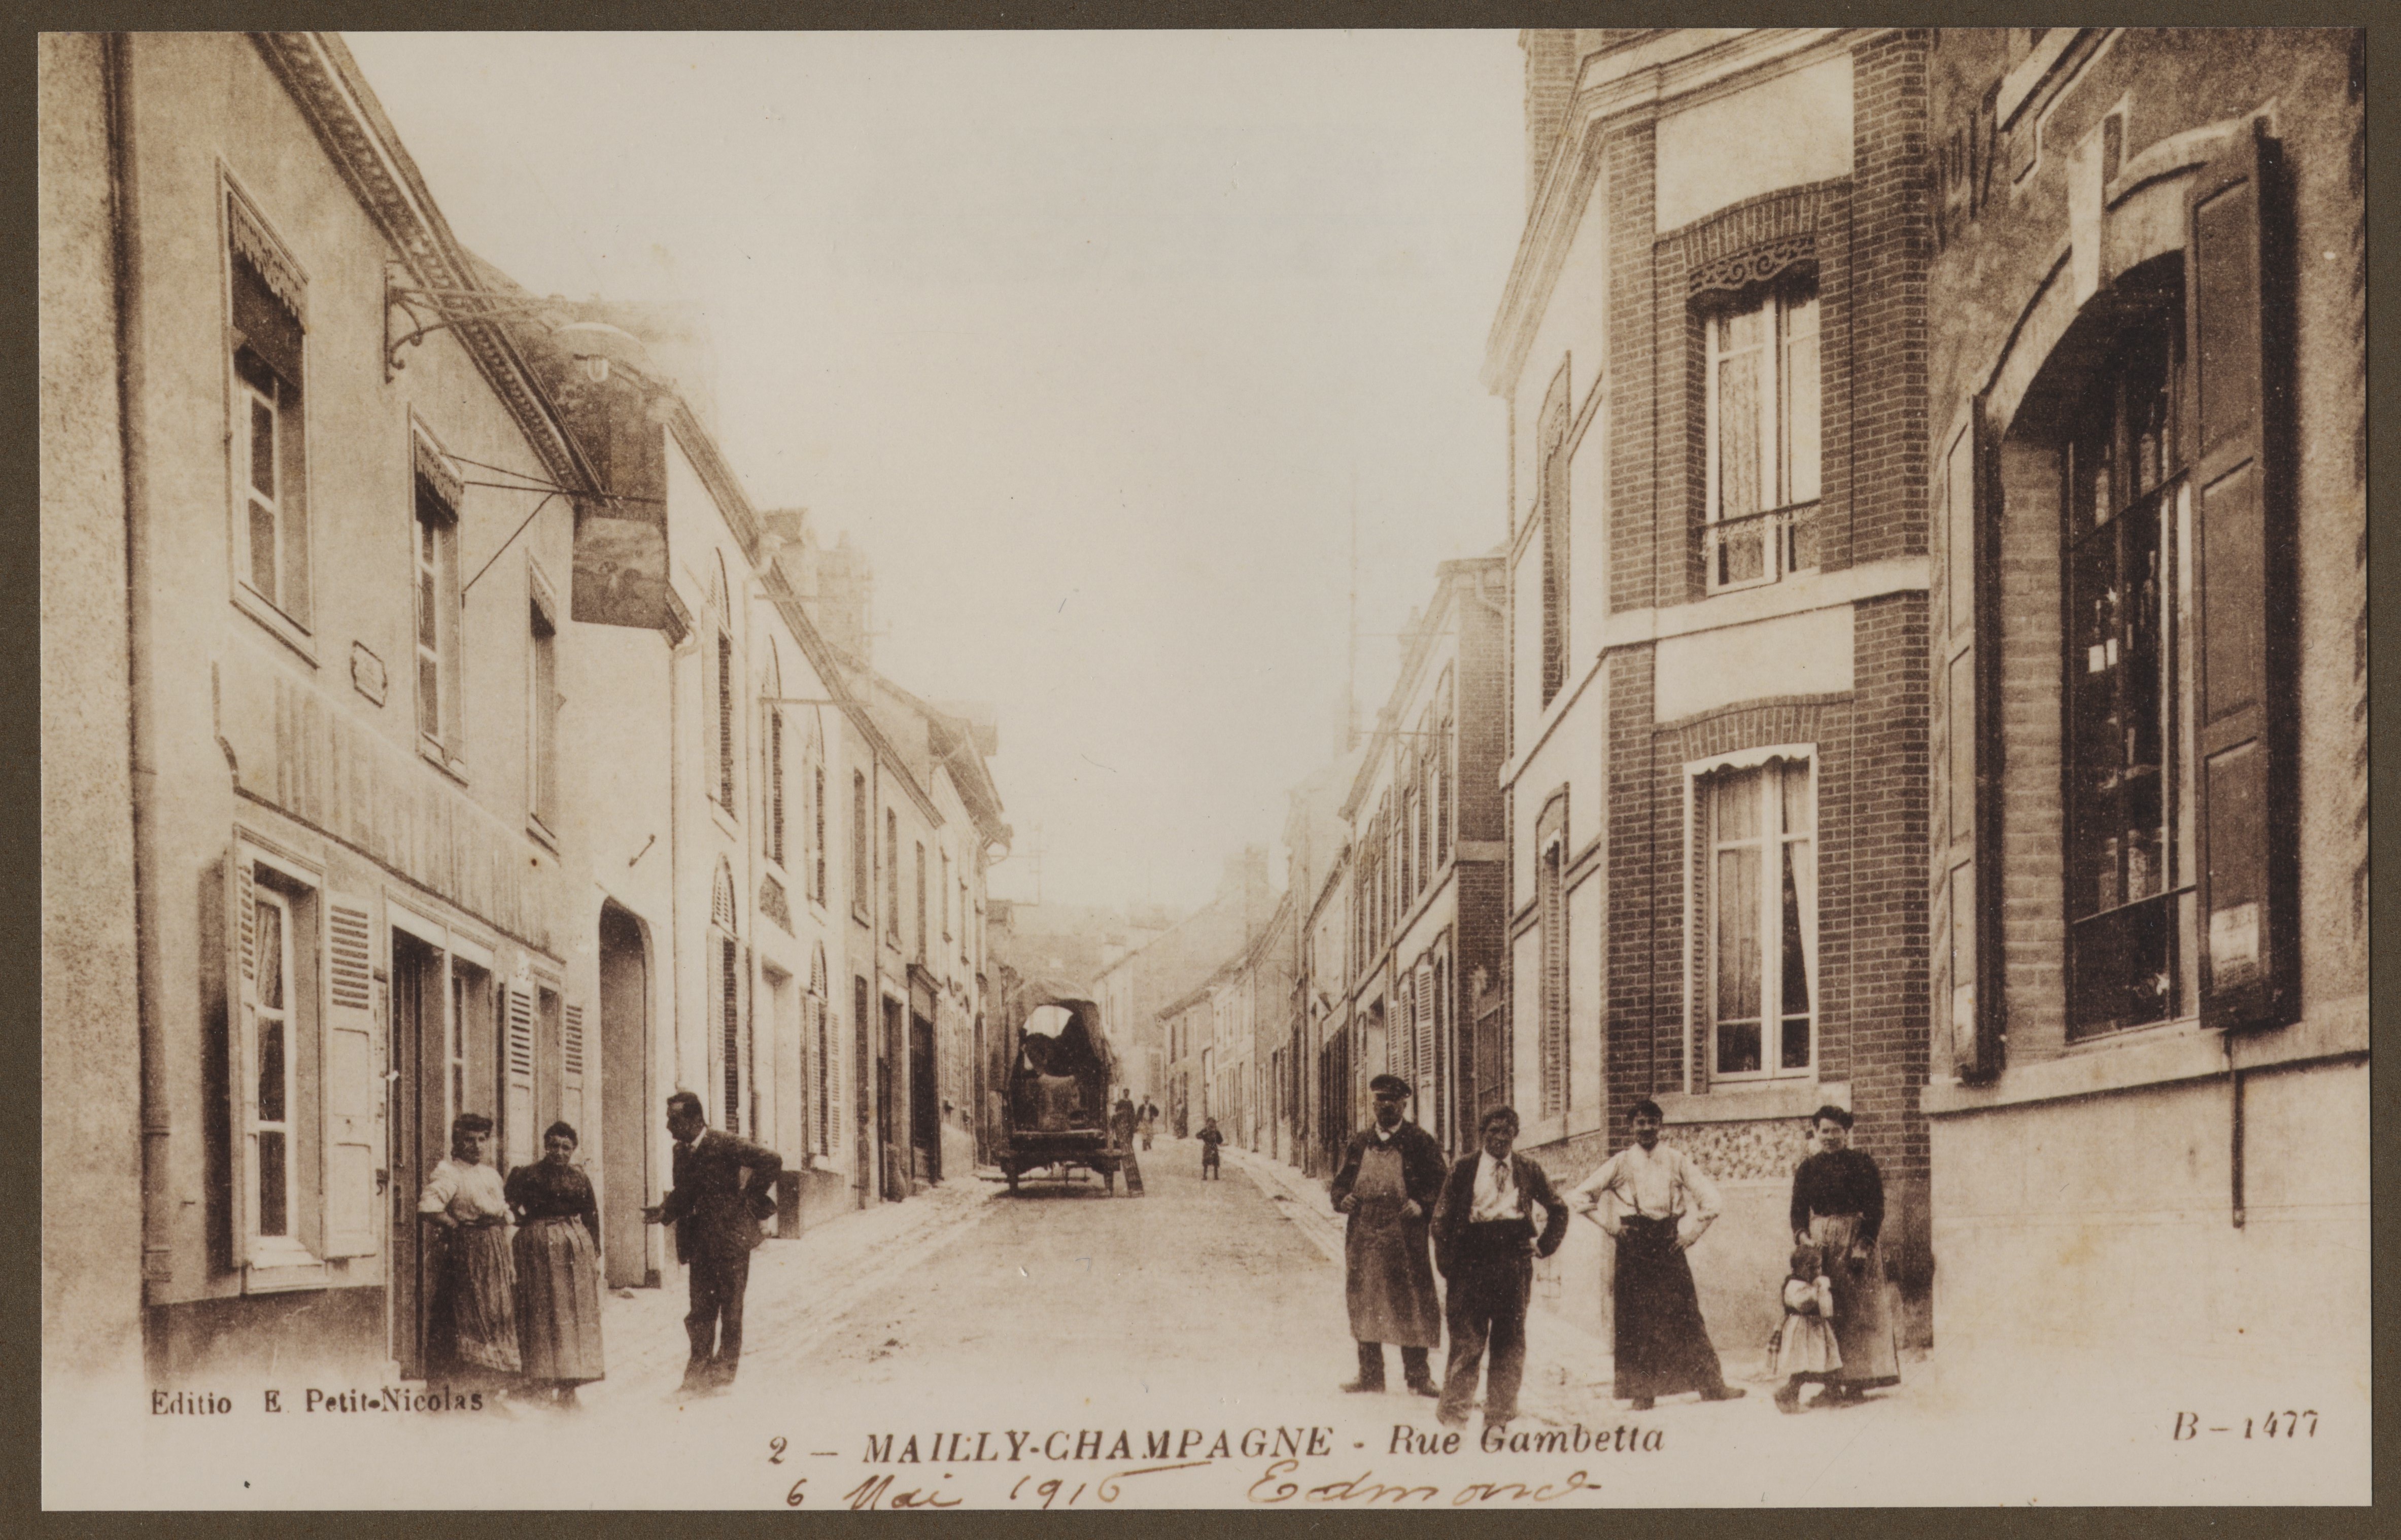 Editio E. Petit-Nicolas
2 — MAILLY-CHAMPAGNE - Rue Gambetta
B - 1477
6 Mai 1916 Edmond